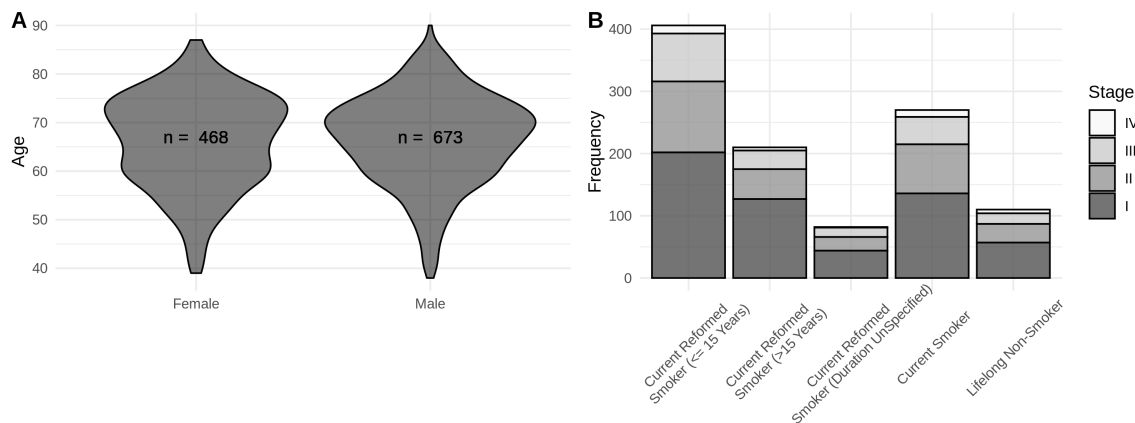 A
Age
90
80
70
60
50
40
n = 468
n = 673
Female
Male
B
Frequency
400
300
200
100
0
Current Reformed
Smoker (<= 15 Years)
Current Reformed
Smoker (>15 Years)
Current Reformed
Smoker (Duration UnSpecified)
Current Smoker
Lifelong Non-Smoker
Stage
IV
III
II
I